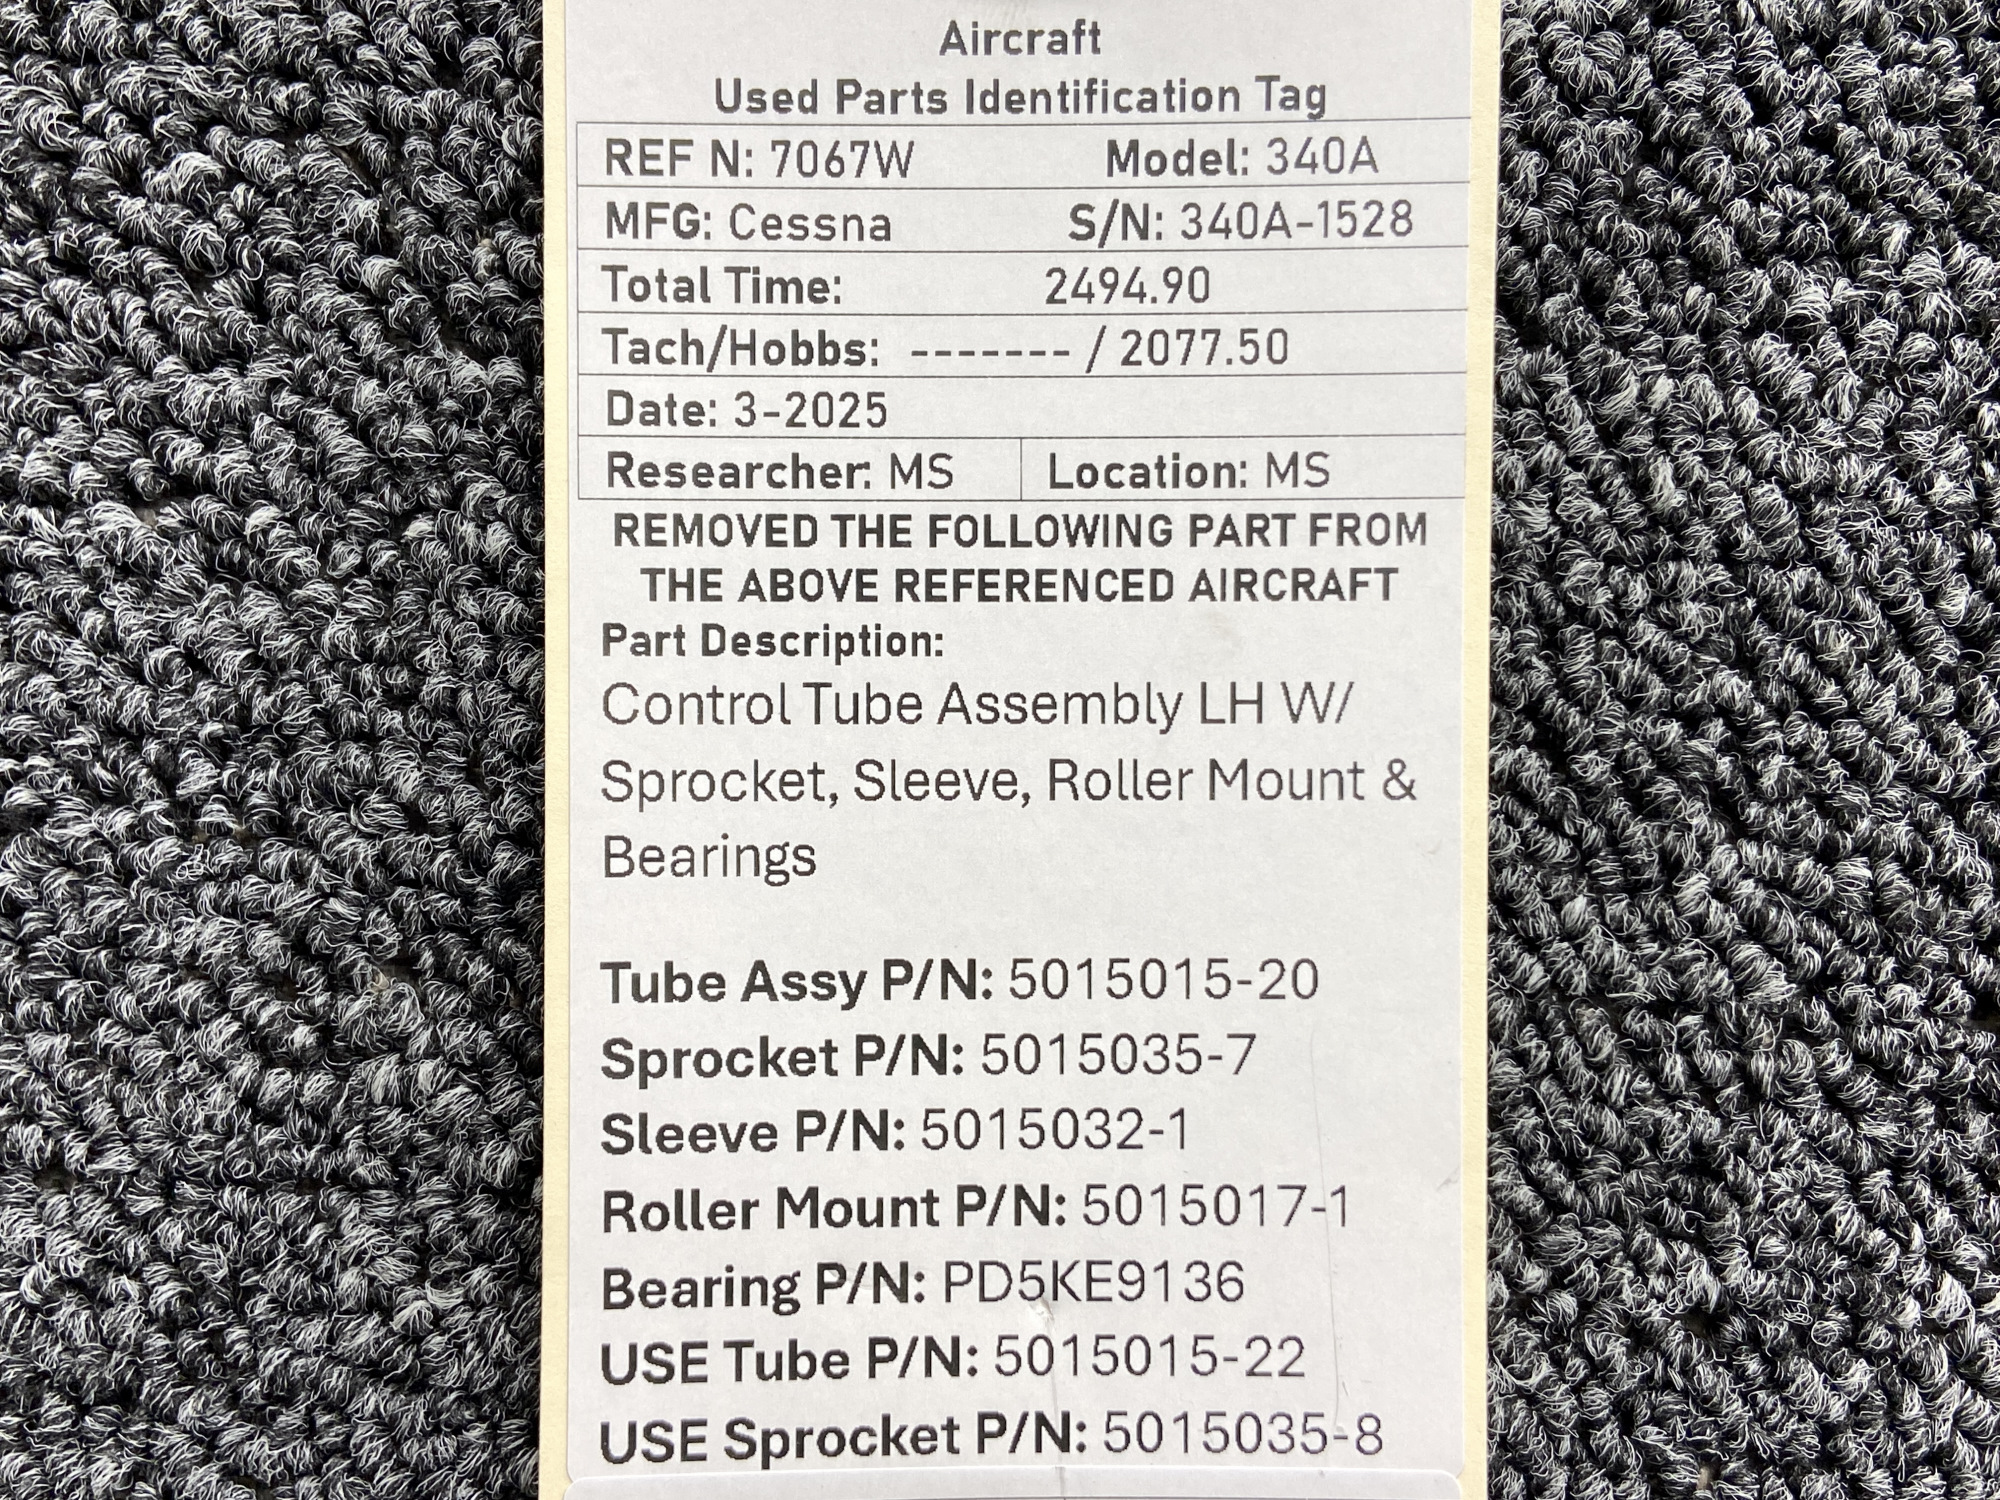 Aircraft
Used Parts Identification Tag
REF N: 7067W Model: 340A
MFG: Cessna S/N: 340A-1528
Total Time: 2494.90
Tach/Hobbs: ------- / 2077.50
Date: 3-2025
Researcher: MS Location: MS
REMOVED THE FOLLOWING PART FROM
THE ABOVE REFERENCED AIRCRAFT
Part Description:
Control Tube Assembly LH W/
Sprocket, Sleeve, Roller Mount &
Bearings
Tube Assy P/N: 5015015-20
Sprocket P/N: 5015035-7
Sleeve P/N: 5015032-1
Roller Mount P/N: 5015017-1
Bearing P/N: PD5KE9136
USE Tube P/N: 5015015-22
USE Sprocket P/N: 5015035-8